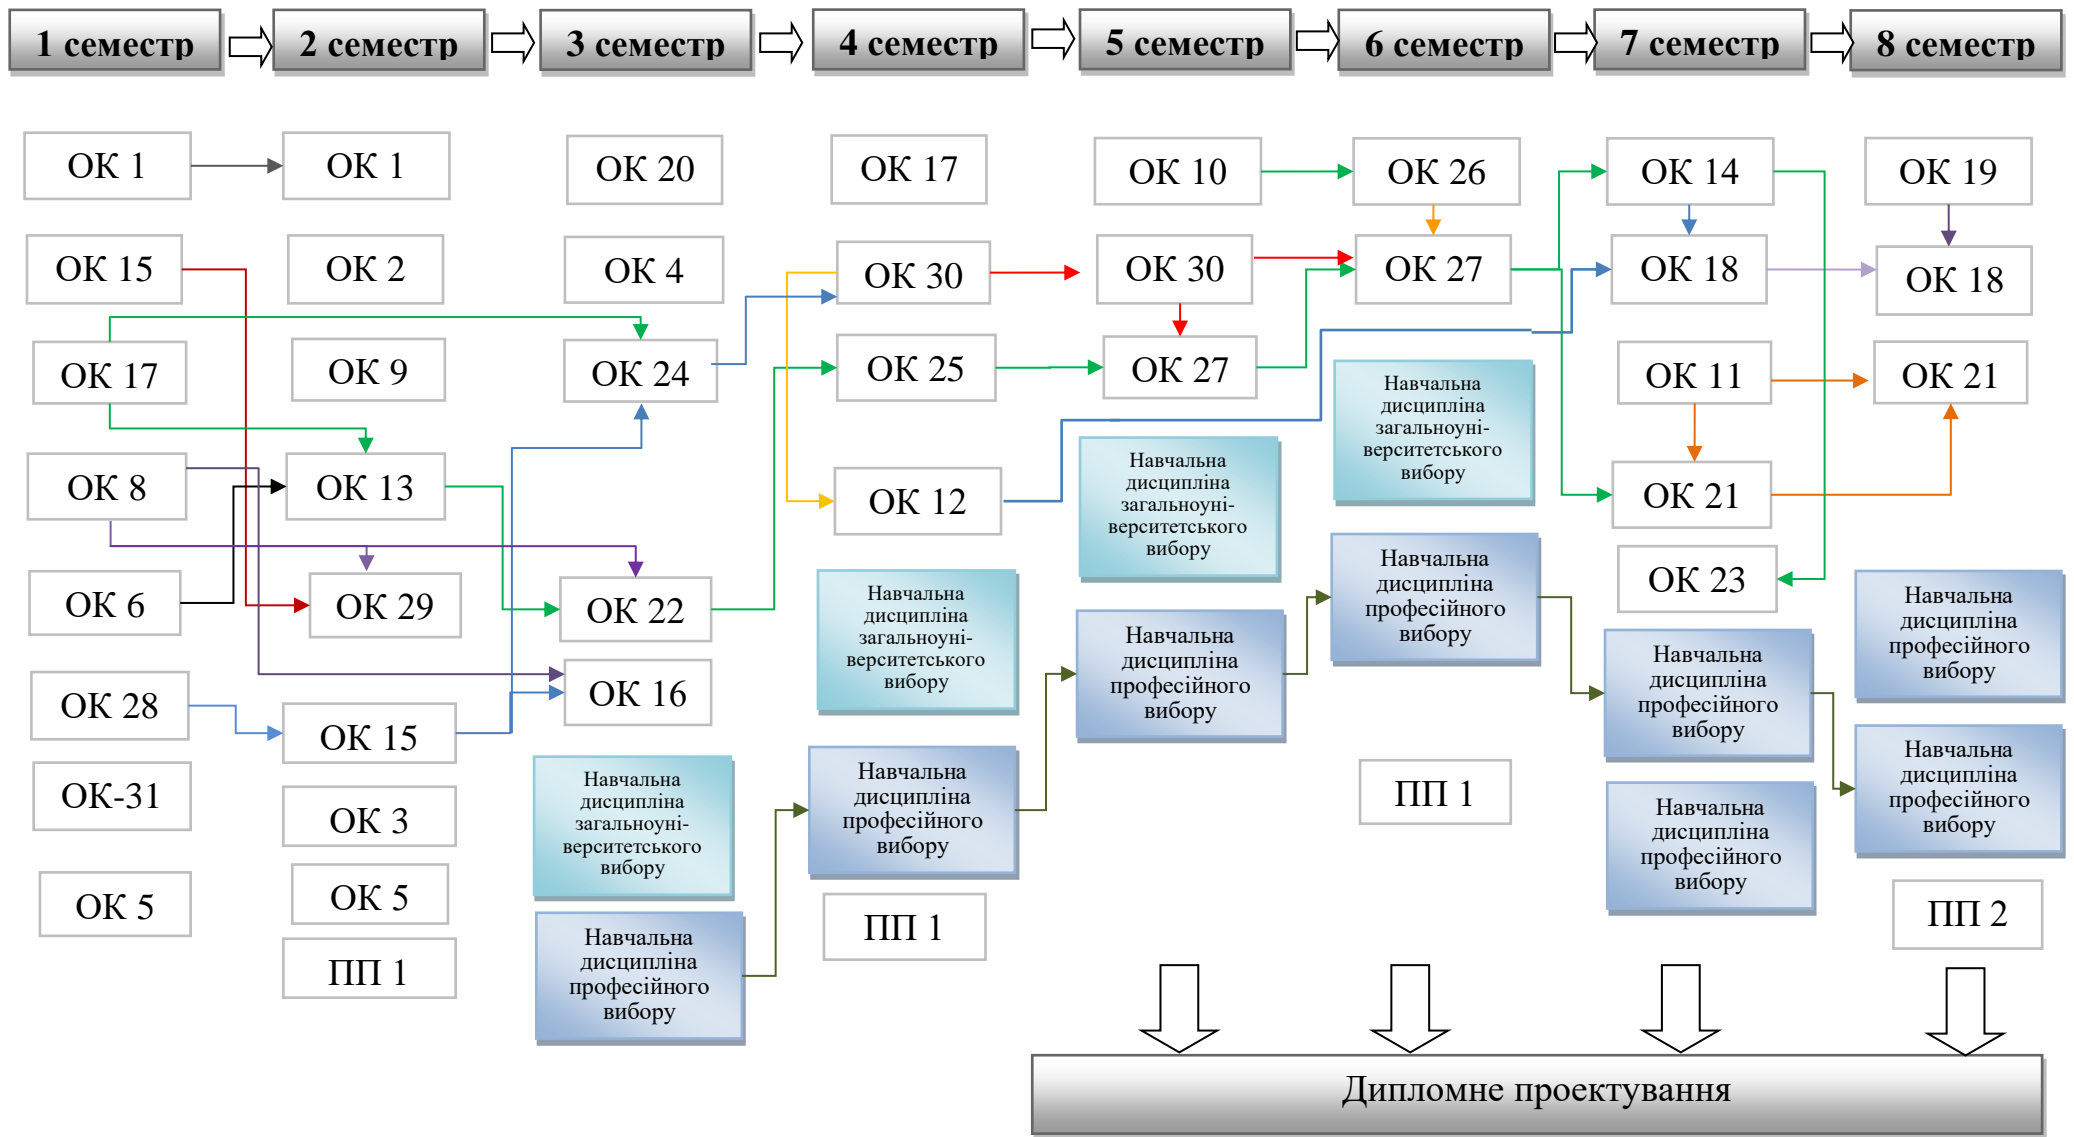 1 семестр
2 семестр
3 семестр
4 семестр
5 семестр
6 семестр
7 семестр
8 семестр
ОК 1
ОК 15
ОК 17
ОК 8
ОК 6
ОК 28
ОК-31
ОК 5
ОК 1
ОК 2
ОК 9
ОК 13
ОК 29
ОК 15
ОК 3
ОК 5
ПП 1
ОК 20
ОК 4
ОК 24
ОК 22
ОК 16
Навчальна
дисципліна
загальноуні-
верситетського
вибору
Навчальна
дисципліна
професійного
вибору
ОК 17
ОК 30
ОК 25
ОК 12
Навчальна
дисципліна
загальноуні-
верситетського
вибору
Навчальна
дисципліна
професійного
вибору
ПП 1
ОК 10
ОК 30
ОК 27
Навчальна
дисципліна
загальноуні-
верситетського
вибору
Навчальна
дисципліна
професійного
вибору
ОК 26
ОК 27
Навчальна
дисципліна
загальноуні-
верситетського
вибору
Навчальна
дисципліна
професійного
вибору
ПП 1
ОК 14
ОК 18
ОК 11
ОК 21
ОК 23
Навчальна
дисципліна
професійного
вибору
Навчальна
дисципліна
професійного
вибору
ОК 19
ОК 18
ОК 21
Навчальна
дисципліна
професійного
вибору
Навчальна
дисципліна
професійного
вибору
ПП 2
Дипломне проектування